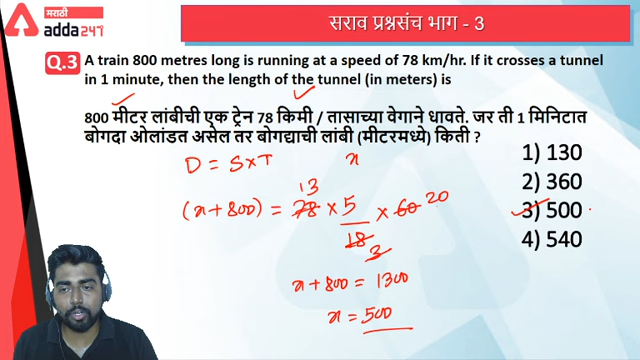 मराठी
adda247
सराव प्रश्नसंच भाग - 3
Q.3 A train 800 metres long is running at a speed of 78 km/hr. If it crosses a tunnel
in 1 minute, then the length of the tunnel (in meters) is
800 मीटर लांबीची एक ट्रेन 78 किमी / तासाच्या वेगाने धावते. जर ती 1 मिनिटात
बोगदा ओलांडत असेल तर बोगद्याची लांबी (मीटरमध्ये) किती ?
D = S x T
x
1) 130
2) 360
3) 500
4) 540
13
(x+800) = 78 x 5 x 60 20
18
3
x + 800 = 1300
x = 500